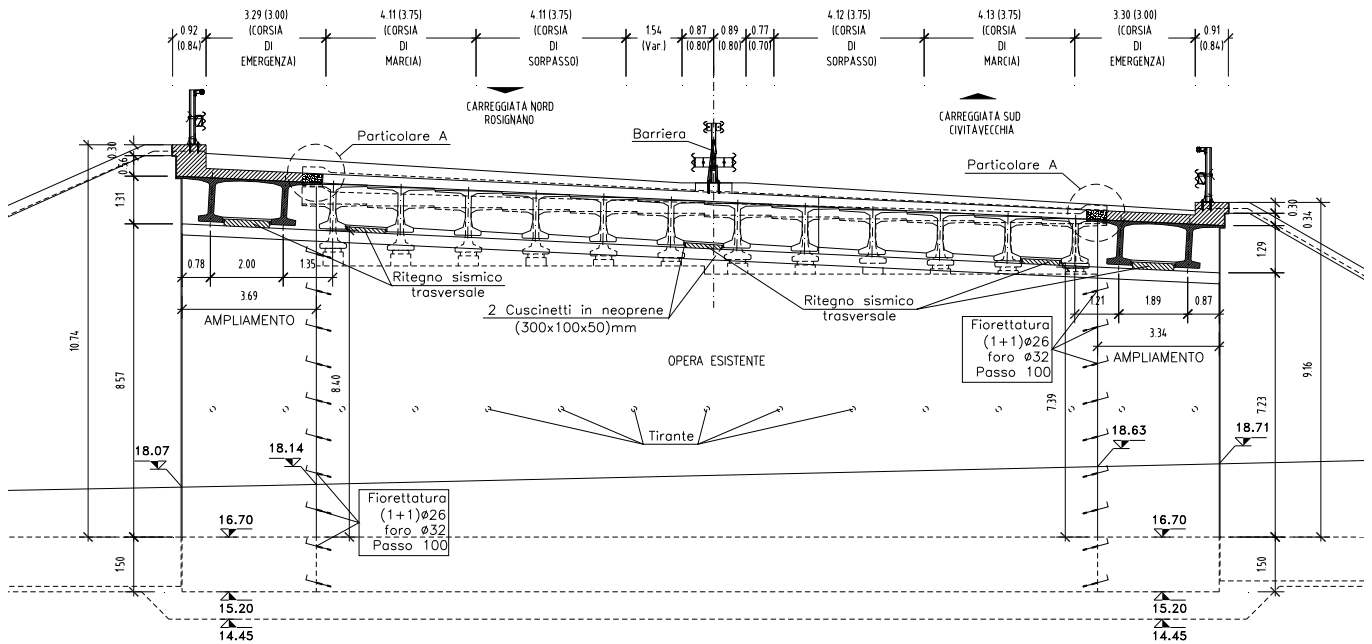 3.29 (3.00)
(CORSIA
DI
EMERGENZA)
4.11 (3.75)
(CORSIA
DI
MARCIA)
4.11 (3.75)
(CORSIA
DI
SORPASSO)
4.12 (3.75)
(CORSIA
DI
SORPASSO)
4.13 (3.75)
(CORSIA
DI
MARCIA)
3.30 (3.00)
(CORSIA
DI
EMERGENZA)
0.92
(0.84)
1.54
(Var.)
0.87
(0.80)
0.89
(0.80)
0.77
(0.70)
0.91
(0.84)
CARREGGIATA NORD
ROSIGNANO
CARREGGIATA SUD
CIVITAVECCHIA
Particolare A
Barriera
Particolare A
0.30
0.56
1.31
0.30
0.34
1.29
0.78
2.00
1.35
3.69
AMPLIAMENTO
Ritegno sismico
trasversale
2 Cuscinetti in neoprene
(300x100x50)mm
Ritegno sismico
trasversale
1.21
1.89
0.87
3.34
AMPLIAMENTO
Fiorettatura
(1+1)ø26
foro ø32
Passo 100
OPERA ESISTENTE
10.74
8.57
8.40
7.39
7.23
9.16
Tirante
18.07
18.14
18.63
18.71
Fiorettatura
(1+1)ø26
foro ø32
Passo 100
16.70
16.70
1.50
1.50
15.20
14.45
15.20
14.45